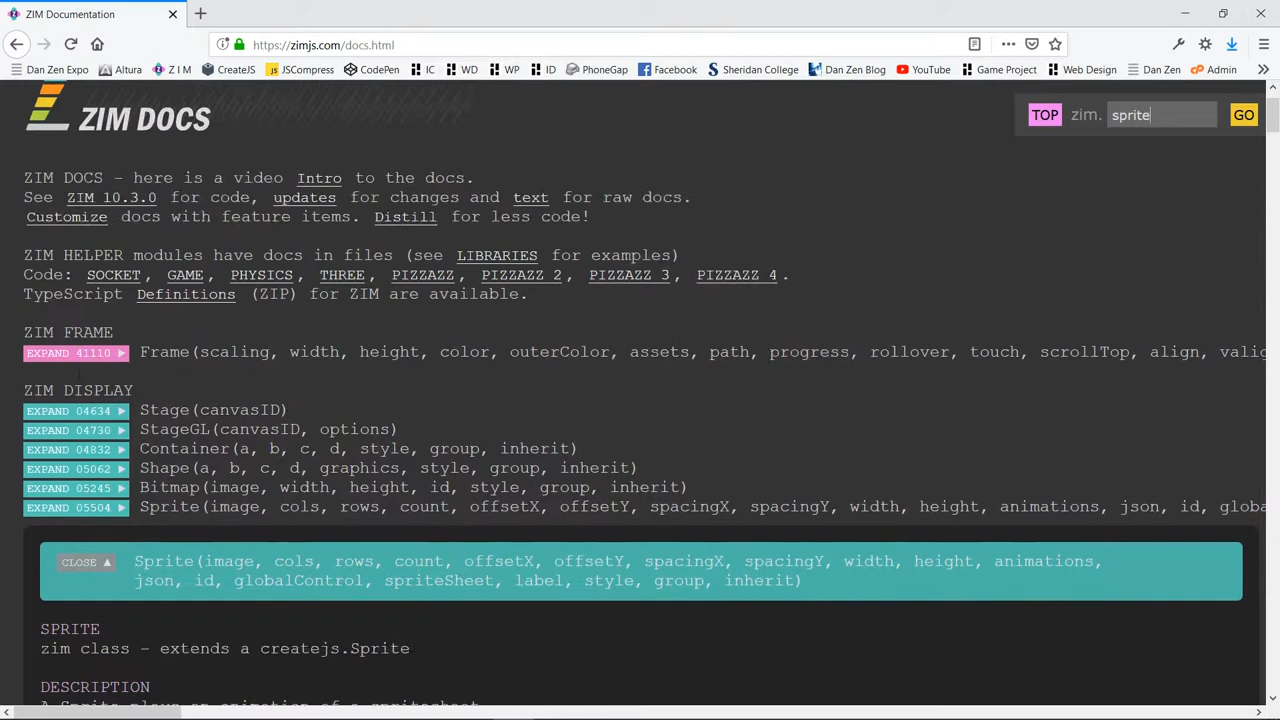 ZIM Documentation
https://zimjs.com/docs.html
Dan Zen Expo Altura Z I M CreateJS JSCompress CodePen IC WD WP ID PhoneGap Facebook Sheridan College Dan Zen Blog YouTube Game Project Web Design Dan Zen Admin
ZIM DOCS
TOP zim. sprite GO
ZIM DOCS - here is a video Intro to the docs.
See ZIM 10.3.0 for code, updates for changes and text for raw docs.
Customize docs with feature items. Distill for less code!
ZIM HELPER modules have docs in files (see LIBRARIES for examples)
Code: SOCKET, GAME, PHYSICS, THREE, PIZZAZZ, PIZZAZZ 2, PIZZAZZ 3, PIZZAZZ 4.
TypeScript Definitions (ZIP) for ZIM are available.
ZIM FRAME
EXPAND 41110 Frame(scaling, width, height, color, outerColor, assets, path, progress, rollover, touch, scrollTop, align, valig
ZIM DISPLAY
EXPAND 04634 Stage(canvasID)
EXPAND 04730 StageGL(canvasID, options)
EXPAND 04832 Container(a, b, c, d, style, group, inherit)
EXPAND 05062 Shape(a, b, c, d, graphics, style, group, inherit)
EXPAND 05245 Bitmap(image, width, height, id, style, group, inherit)
EXPAND 05504 Sprite(image, cols, rows, count, offsetX, offsetY, spacingX, spacingY, width, height, animations, json, id, globa
CLOSE Sprite(image, cols, rows, count, offsetX, offsetY, spacingX, spacingY, width, height, animations,
json, id, globalControl, spriteSheet, label, style, group, inherit)
SPRITE
zim class - extends a createjs.Sprite
DESCRIPTION
A Sprite plays an animation of a spritesheet